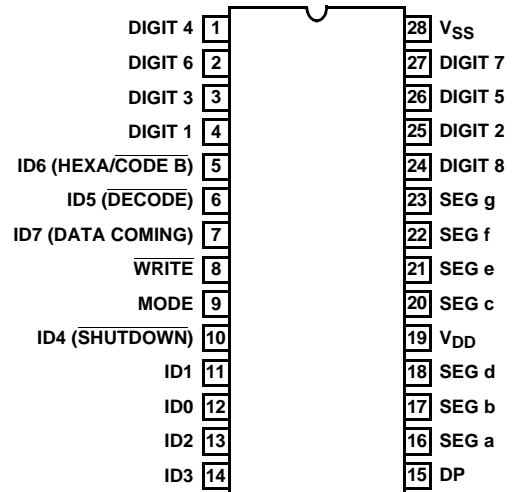 DIGIT 4 1 28 VSS
DIGIT 6 2 27 DIGIT 7
DIGIT 3 3 26 DIGIT 5
DIGIT 1 4 25 DIGIT 2
ID6 (HEXA/CODE B) 5 24 DIGIT 8
ID5 (DECODE) 6 23 SEG g
ID7 (DATA COMING) 7 22 SEG f
WRITE 8 21 SEG e
MODE 9 20 SEG c
ID4 (SHUTDOWN) 10 19 VDD
ID1 11 18 SEG d
ID0 12 17 SEG b
ID2 13 16 SEG a
ID3 14 15 DP